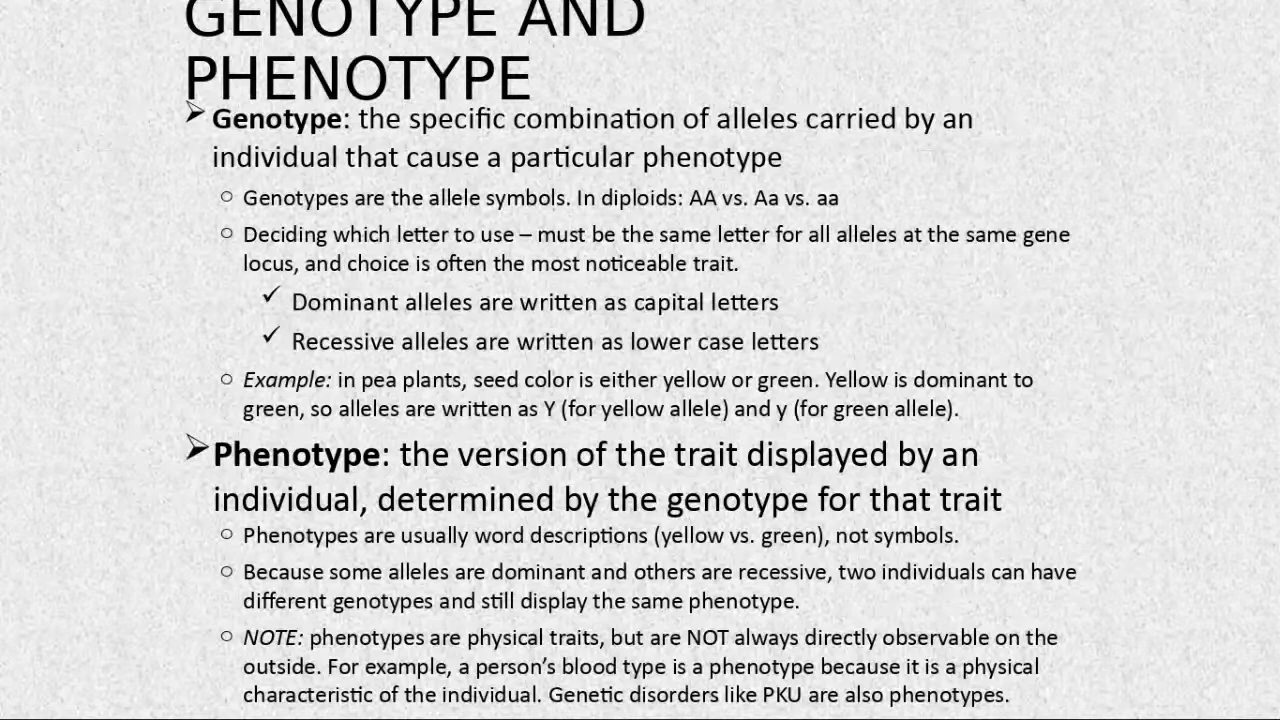 GENOTYPE AND
PHENOTYPE
➢ Genotype: the specific combination of alleles carried by an
individual that cause a particular phenotype
○ Genotypes are the allele symbols. In diploids: AA vs. Aa vs. aa
○ Deciding which letter to use – must be the same letter for all alleles at the same gene
locus, and choice is often the most noticeable trait.
✓ Dominant alleles are written as capital letters
✓ Recessive alleles are written as lower case letters
○ Example: in pea plants, seed color is either yellow or green. Yellow is dominant to
green, so alleles are written as Y (for yellow allele) and y (for green allele).
➢ Phenotype: the version of the trait displayed by an
individual, determined by the genotype for that trait
○ Phenotypes are usually word descriptions (yellow vs. green), not symbols.
○ Because some alleles are dominant and others are recessive, two individuals can have
different genotypes and still display the same phenotype.
○ NOTE: phenotypes are physical traits, but are NOT always directly observable on the
outside. For example, a person’s blood type is a phenotype because it is a physical
characteristic of the individual. Genetic disorders like PKU are also phenotypes.